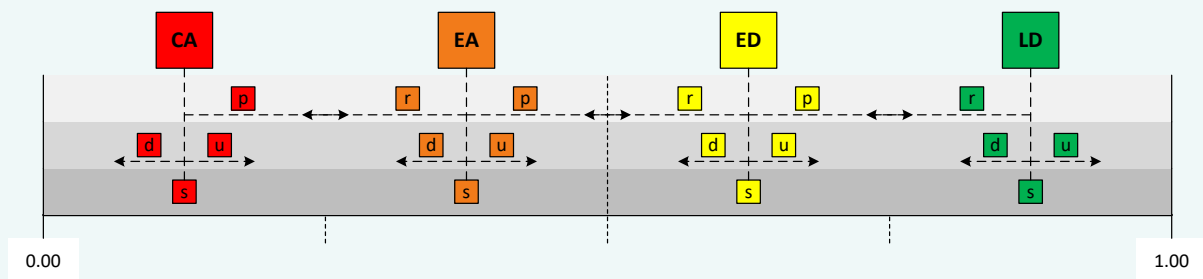 CA EA ED LD
p r p r p r
d u d u d u d u
s s s s
0.00 1.00